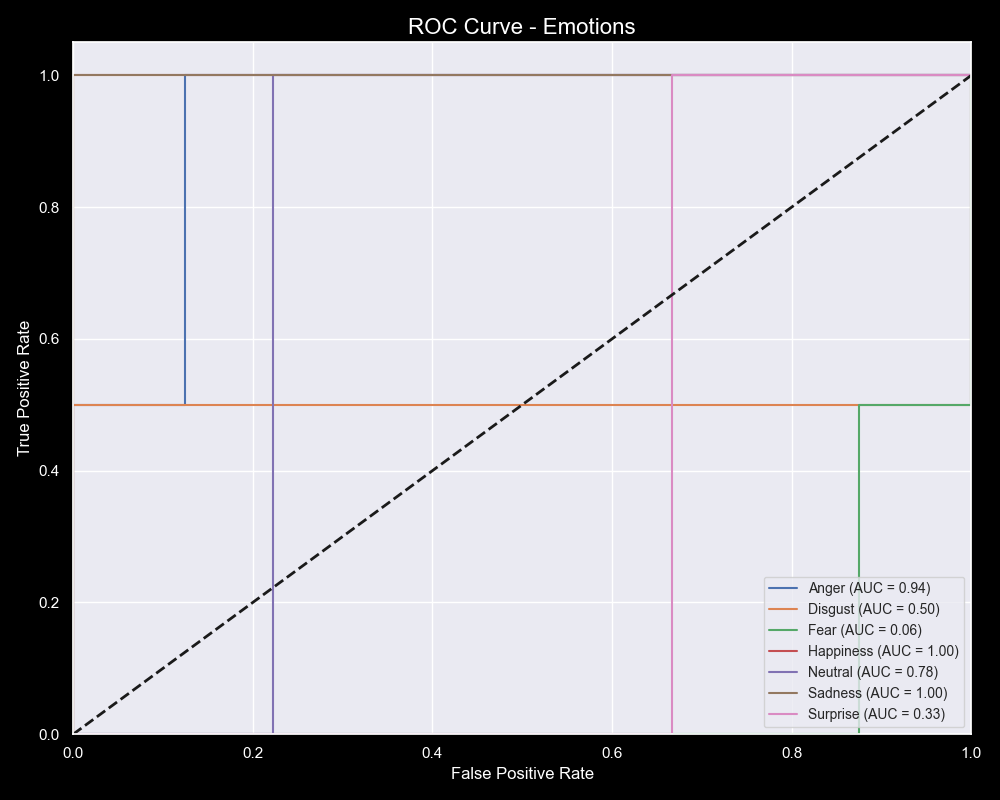 ROC Curve - Emotions
True Positive Rate
1.0
0.8
0.6
0.4
0.2
0.0
Anger (AUC = 0.94)
Disgust (AUC = 0.50)
Fear (AUC = 0.06)
Happiness (AUC = 1.00)
Neutral (AUC = 0.78)
Sadness (AUC = 1.00)
Surprise (AUC = 0.33)
0.0 0.2 0.4 0.6 0.8 1.0
False Positive Rate